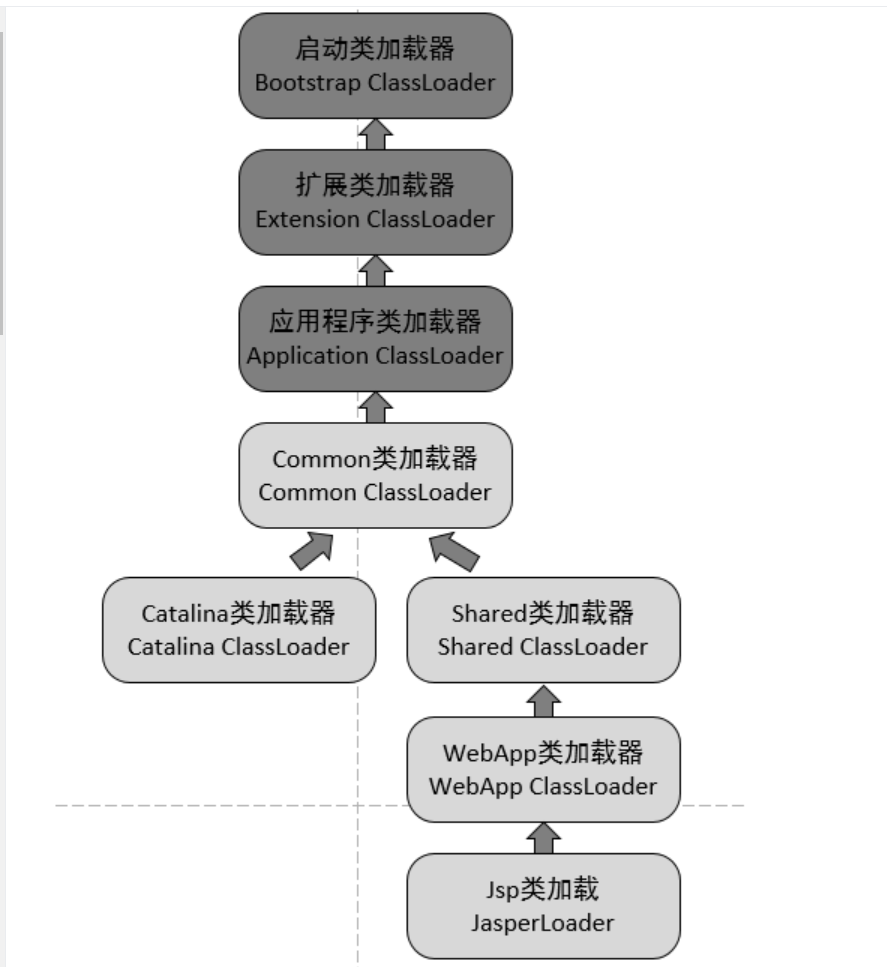 启动类加载器
Bootstrap ClassLoader
扩展类加载器
Extension ClassLoader
应用程序类加载器
Application ClassLoader
Common类加载器
Common ClassLoader
Catalina类加载器
Catalina ClassLoader
Shared类加载器
Shared ClassLoader
WebApp类加载器
WebApp ClassLoader
Jsp类加载
JasperLoader